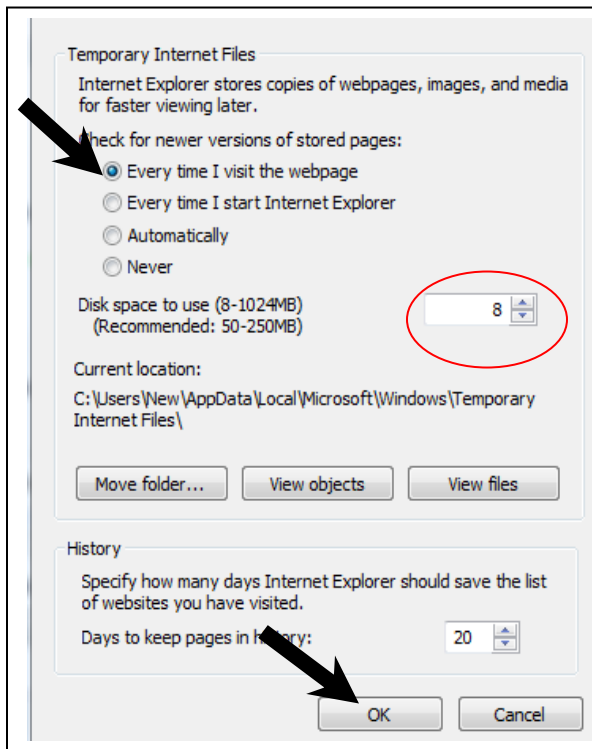 Temporary Internet Files
Internet Explorer stores copies of webpages, images, and media
for faster viewing later.
Check for newer versions of stored pages:
Every time I visit the webpage
Every time I start Internet Explorer
Automatically
Never
Disk space to use (8-1024MB)
8
(Recommended: 50-250MB)
Current location:
C:\Users\New\AppData\Local\Microsoft\Windows\Temporary
Internet Files\
Move folder... View objects View files
History
Specify how many days Internet Explorer should save the list
of websites you have visited.
Days to keep pages in history: 20
OK Cancel